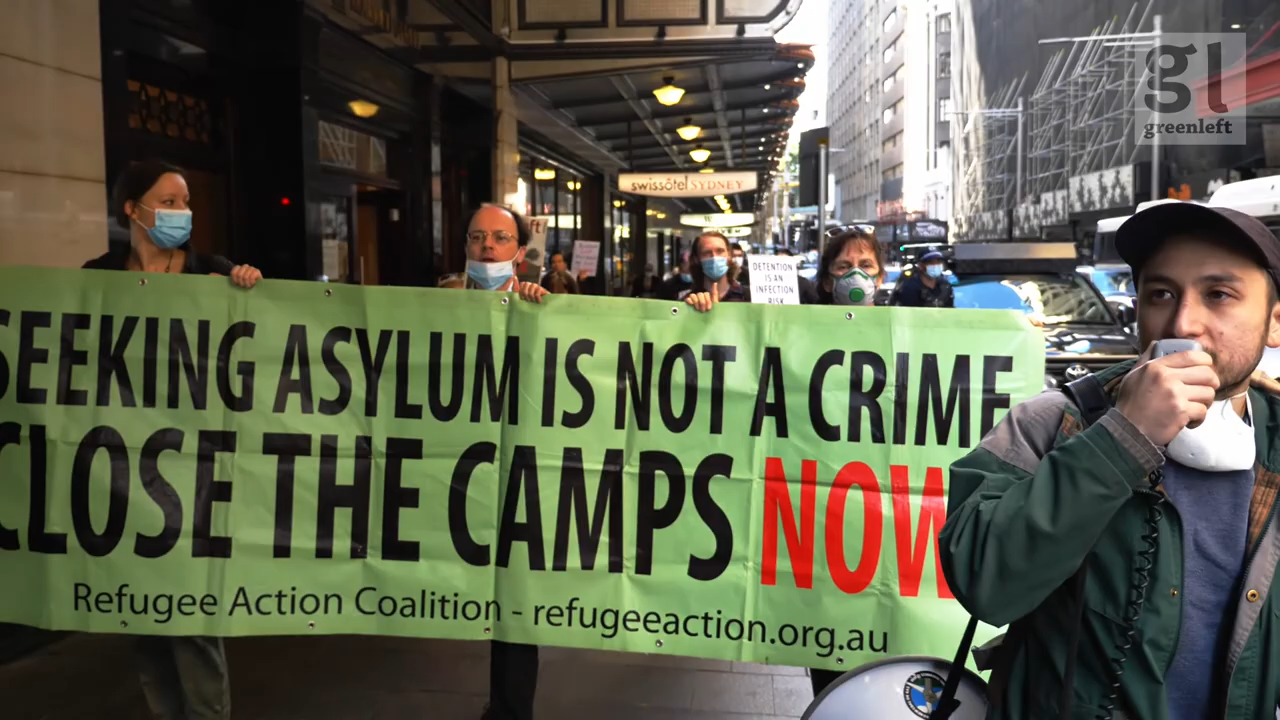 gl
greenleft
swissôtel SYDNEY
DETENTION
IS AN
INFECTION
RISK
SEEKING ASYLUM IS NOT A CRIME
CLOSE THE CAMPS NOW
Refugee Action Coalition - refugeeaction.org.au